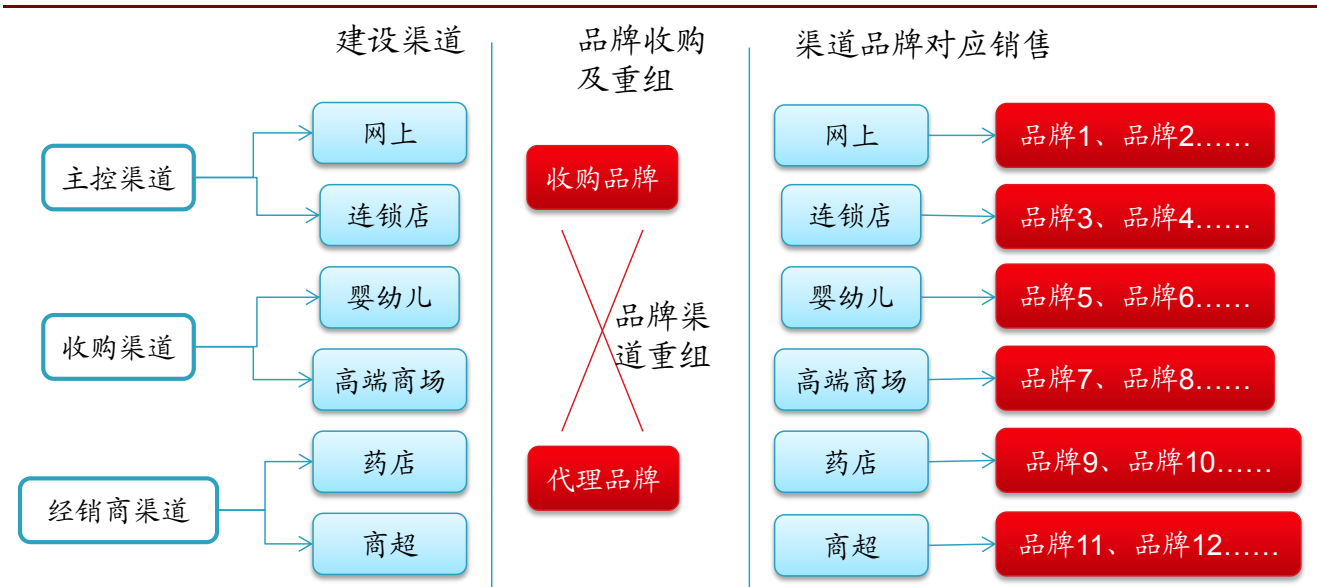 建设渠道
品牌收购
及重组
渠道品牌对应销售
主控渠道
网上
连锁店
收购渠道
婴幼儿
高端商场
经销商渠道
药店
商超
收购品牌
品牌渠
道重组
代理品牌
网上
品牌1、品牌2……
连锁店
品牌3、品牌4……
婴幼儿
品牌5、品牌6……
高端商场
品牌7、品牌8……
药店
品牌9、品牌10……
商超
品牌11、品牌12……